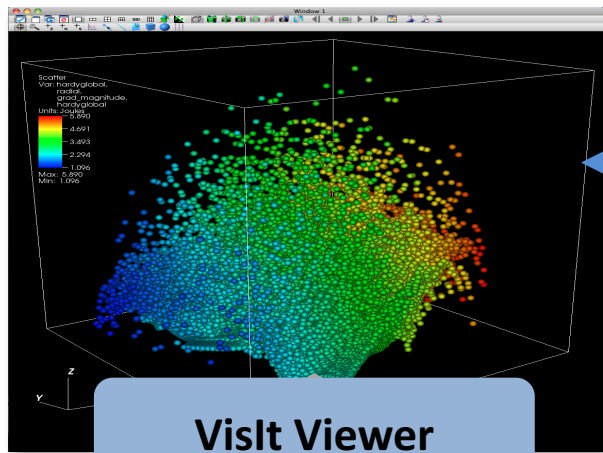 Window 1
Scatter
Var: hardyglobal,
radial,
grad_magnitude,
hardyglobal
Units: Joules
5.890
4.691
3.493
2.294
1.096
Max: 5.890
Min: 1.096
Z
Y
VisIt Viewer